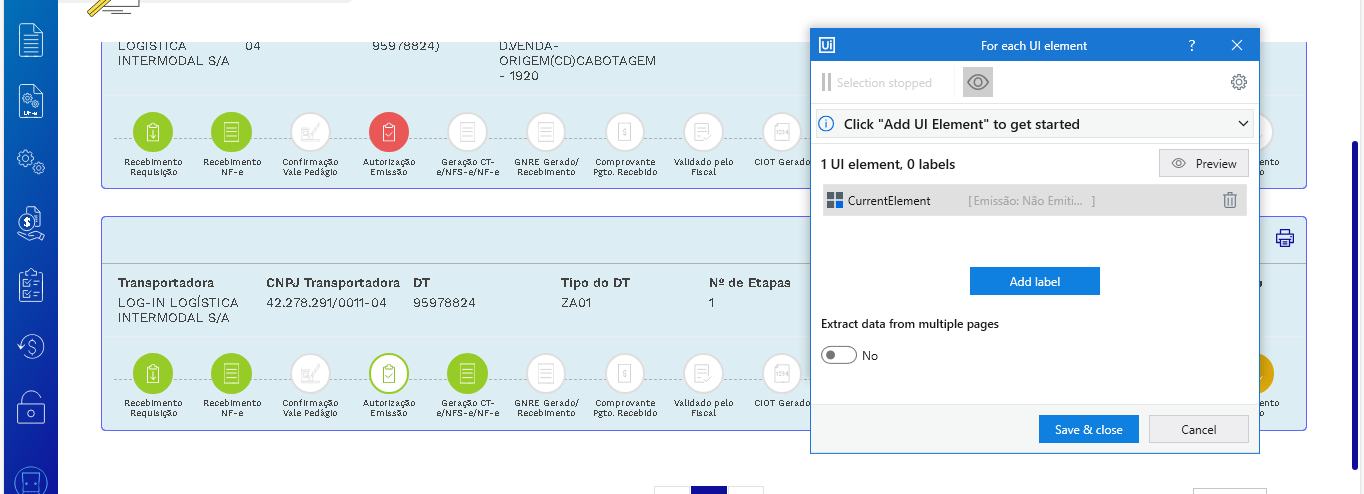 LOGÍSTICA 04 95978824) D.VENDA-
INTERMODAL S/A ORIGEM(CD)CABOTAGEM
- 1920
Recebimento Recebimento Confirmação Autorização Geração CT- GNRE Gerado/ Comprovante Validado pelo CIOT Gerado
Requisição NF-e Vale Pedágio Emissão e/NFS-e/NF-e Recebimento Pgto. Recebido Fiscal
Transportadora CNPJ Transportadora DT Tipo do DT Nº de Etapas
LOG-IN LOGÍSTICA 42.278.291/0011-04 95978824 ZA01 1
INTERMODAL S/A
Recebimento Recebimento Confirmação Autorização Geração CT- GNRE Gerado/ Comprovante Validado pelo CIOT Gerado
Requisição NF-e Vale Pedágio Emissão e/NFS-e/NF-e Recebimento Pgto. Recebido Fiscal
Ui For each UI element ?
Selection stopped
Click "Add UI Element" to get started
1 UI element, 0 labels Preview
CurrentElement [ Emissão: Não Emiti... ]
Add label
Extract data from multiple pages
No
Save & close Cancel